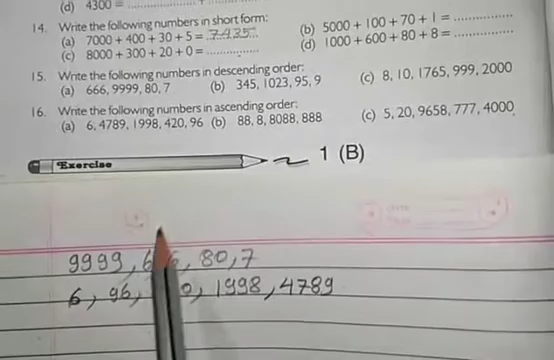 (d) 4300 = .................... + 
14. Write the following numbers in short form:
(a) 7000 + 400 + 30 + 5 = 7435
(b) 5000 + 100 + 70 + 1 = ................
(c) 8000 + 300 + 20 + 0 = ................
(d) 1000 + 600 + 80 + 8 = ................
15. Write the following numbers in descending order:
(a) 666, 9999, 80, 7 (b) 345, 1023, 95, 9 (c) 8, 10, 1765, 999, 2000
16. Write the following numbers in ascending order:
(a) 6, 4789, 1998, 420, 96 (b) 88, 8, 8088, 888 (c) 5, 20, 9658, 777, 4000
Exercise 1 (B)
9999, 6 6, 80, 7
6, 96, 0, 1998, 4789